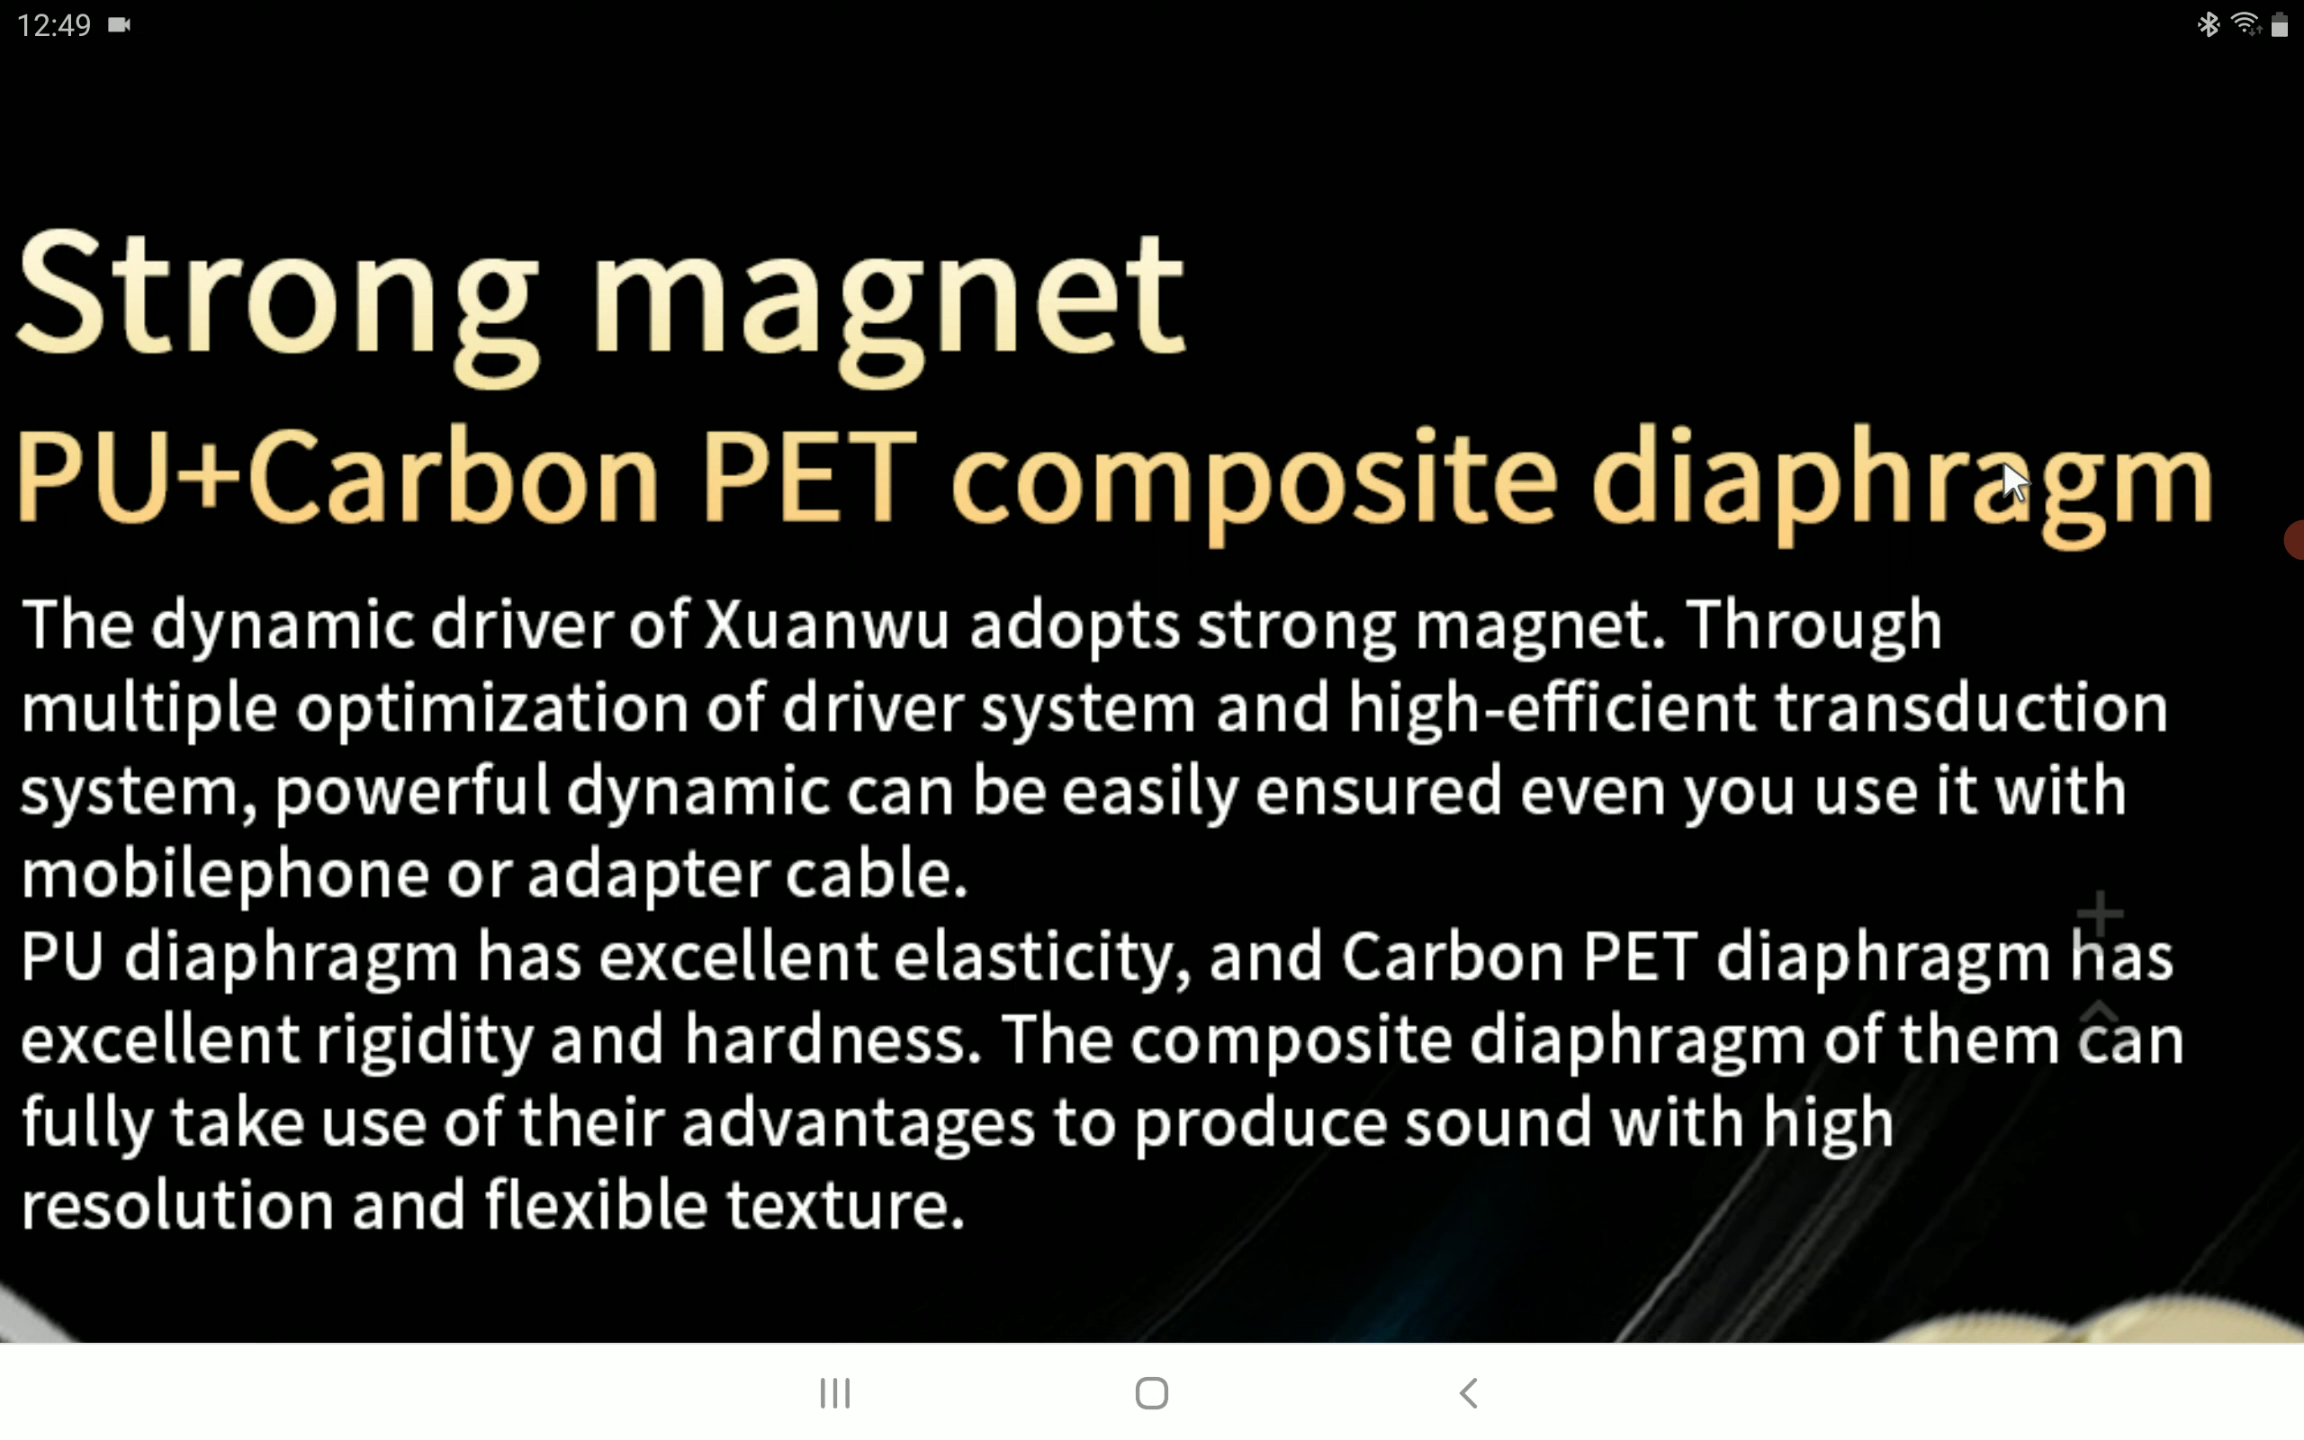 12:49
Strong magnet
PU+Carbon PET composite diaphragm
The dynamic driver of Xuanwu adopts strong magnet. Through
multiple optimization of driver system and high-efficient transduction
system, powerful dynamic can be easily ensured even you use it with
mobilephone or adapter cable.
PU diaphragm has excellent elasticity, and Carbon PET diaphragm has
excellent rigidity and hardness. The composite diaphragm of them can
fully take use of their advantages to produce sound with high
resolution and flexible texture.